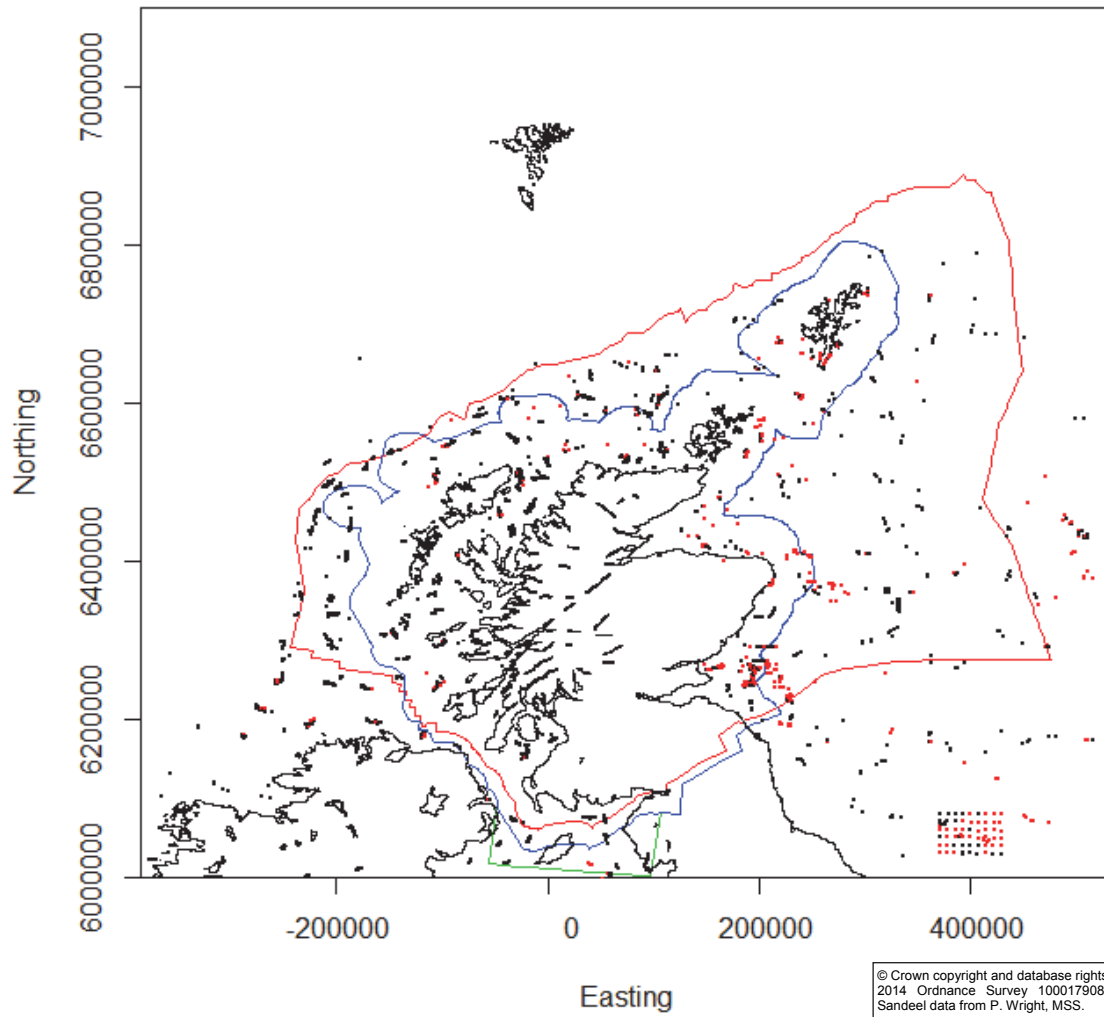 7000000
6800000
6600000
6400000
6200000
6000000
Northing
-200000 0 200000 400000
Easting
© Crown copyright and database rights
2014 Ordnance Survey 100017908
Sandeel data from P. Wright, MSS.